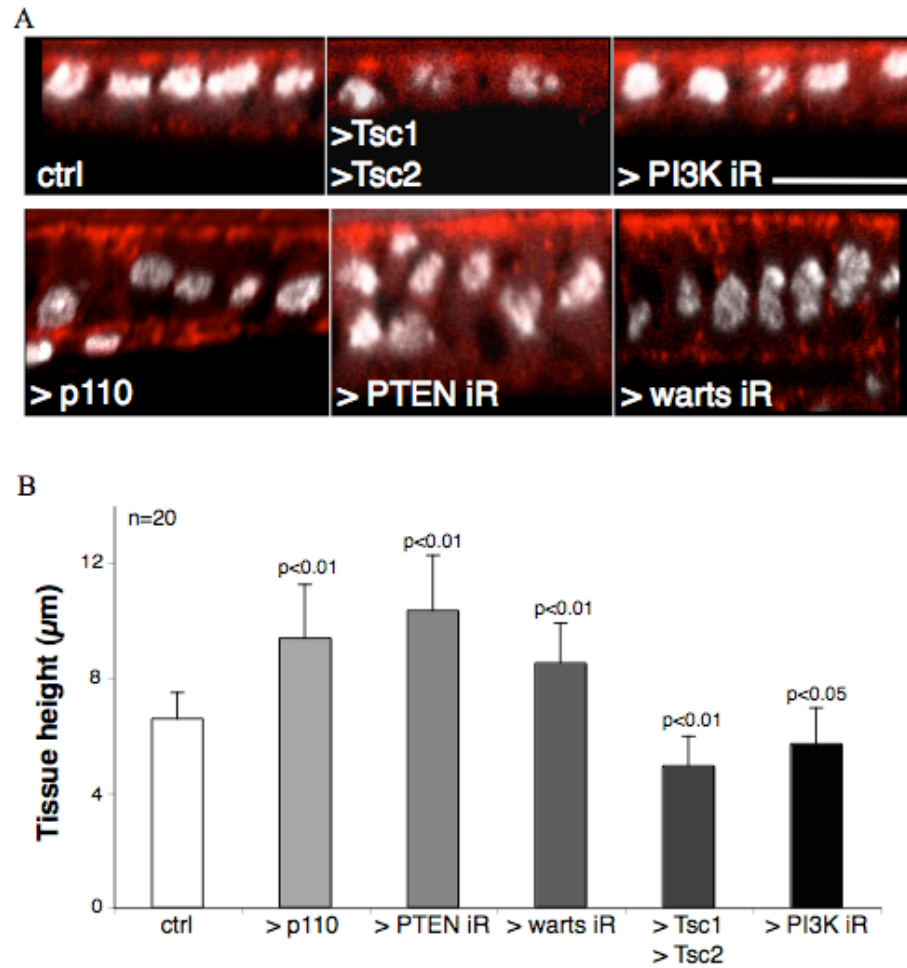 A
ctrl
>Tsc1
>Tsc2
> PI3K iR
> p110
> PTEN iR
> warts iR
B
n=20
Tissue height (µm)
12
8
4
0
p<0.01
p<0.01
p<0.01
p<0.01
p<0.05
ctrl
> p110
> PTEN iR
> warts iR
> Tsc1
> Tsc2
> PI3K iR